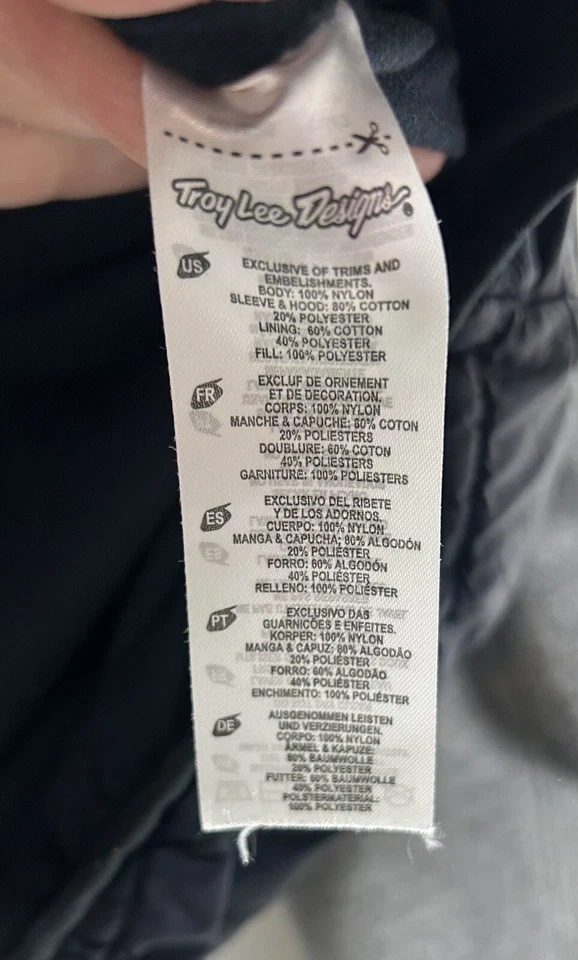 Troy Lee Designs
US
EXCLUSIVE OF TRIMS AND
EMBELISHMENTS.
BODY: 100% NYLON
SLEEVE & HOOD: 80% COTTON
20% POLYESTER
LINING: 60% COTTON
40% POLYESTER
FILL: 100% POLYESTER
FR
EXCLUF DE ORNEMENT
ET DE DECORATION.
CORPS: 100% NYLON
MANCHE & CAPUCHE: 80% COTON
20% POLIESTERS
DOUBLURE: 60% COTON
40% POLIESTERS
GARNITURE: 100% POLIESTERS
ES
EXCLUSIVO DEL RIBETE
Y DE LOS ADORNOS.
CUERPO: 100% NYLON
MANGA & CAPUCHA; 80% ALGODÓN
20% POLIÉSTER
FORRO: 60% ALGODÓN
40% POLIÉSTER
RELLENO: 100% POLIÉSTER
PT
EXCLUSIVO DAS
GUARNICÕES E ENFEITES.
KORPER: 100% NYLON
MANGA & CAPUZ: 80% ALGODÃO
20% POLIÉSTER
FORRO: 60% ALGODÃO
40% POLIÉSTER
ENCHIMENTO: 100% POLIÉSTER
DE
AUSGENOMMEN LEISTEN
UND VERZIERUNGEN.
CORPO: 100% NYLON
ÄRMEL & KAPUZE:
80% BAUMWOLLE
20% POLYESTER
FUTTER: 60% BAUMWOLLE
40% POLYESTER
POLSTERMATERIAL:
100% POLYESTER